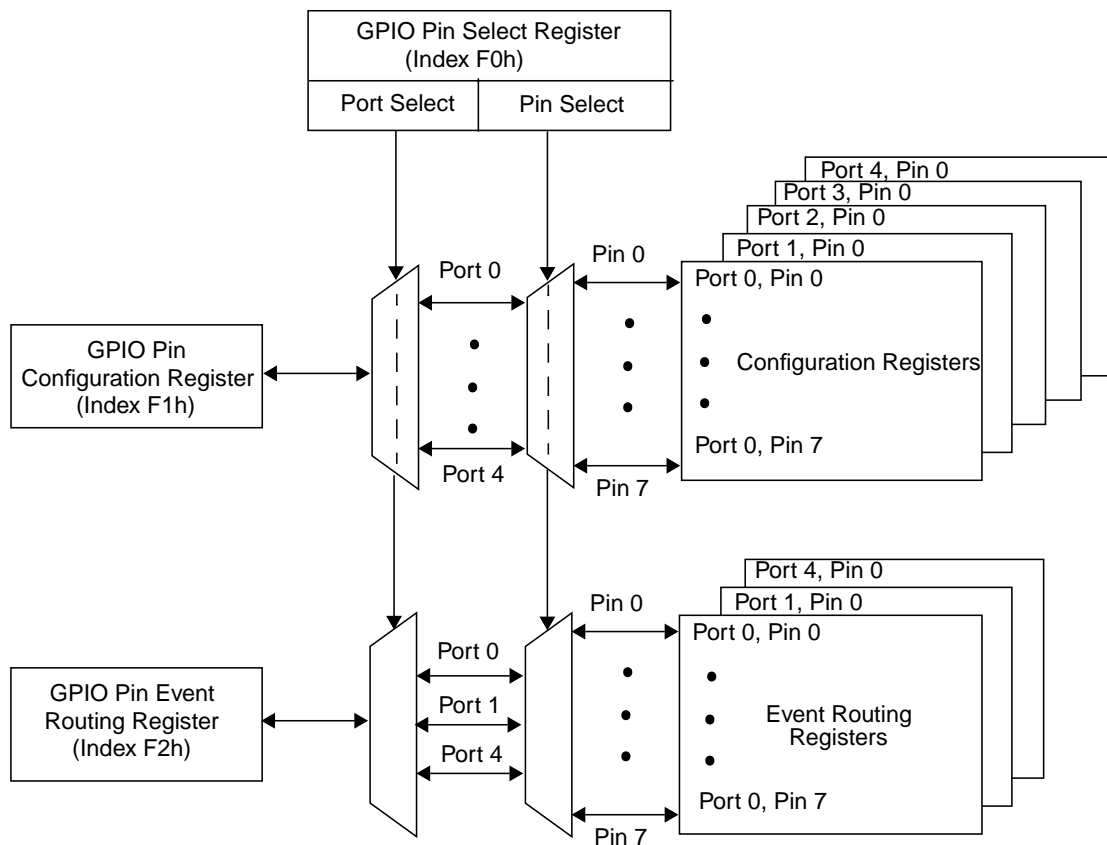 GPIO Pin Select Register
(Index F0h)
Port Select
Pin Select
Port 4, Pin 0
Port 3, Pin 0
Port 2, Pin 0
Port 1, Pin 0
Port 0, Pin 0
Configuration Registers
Port 0, Pin 7
Port 0
Pin 0
Port 4
Pin 7
GPIO Pin
Configuration Register
(Index F1h)
Port 4, Pin 0
Port 1, Pin 0
Port 0, Pin 0
Event Routing
Registers
Port 0, Pin 7
Pin 0
Port 0
Port 1
Port 4
Pin 7
GPIO Pin Event
Routing Register
(Index F2h)